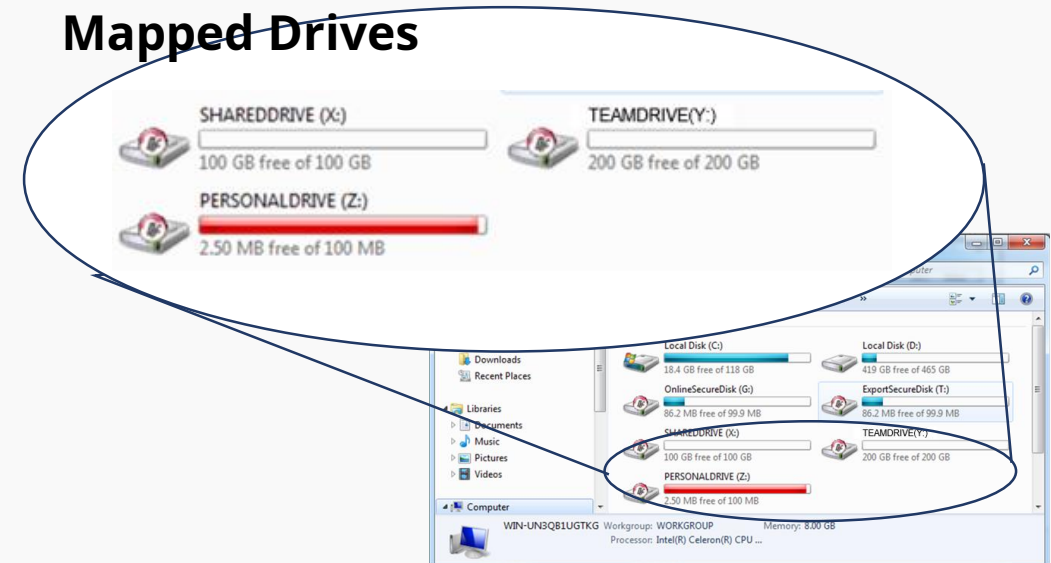 Mapped Drives
SHAREDDRIVE (X:)
100 GB free of 100 GB
TEAMDRIVE(Y:)
200 GB free of 200 GB
PERSONALDRIVE (Z:)
2.50 MB free of 100 MB
Downloads
Recent Places
Libraries
Documents
Music
Pictures
Videos
Computer
Local Disk (C:)
18.4 GB free of 118 GB
Local Disk (D:)
419 GB free of 465 GB
OnlineSecureDisk (G:)
86.2 MB free of 99.9 MB
ExportSecureDisk (T:)
86.2 MB free of 99.9 MB
SHAREDDRIVE (X:)
100 GB free of 100 GB
TEAMDRIVE(Y:)
200 GB free of 200 GB
PERSONALDRIVE (Z:)
2.50 MB free of 100 MB
WIN-UN3QB1UGTKG Workgroup: WORKGROUP Memory: 8.00 GB
Processor: Intel(R) Celeron(R) CPU ...